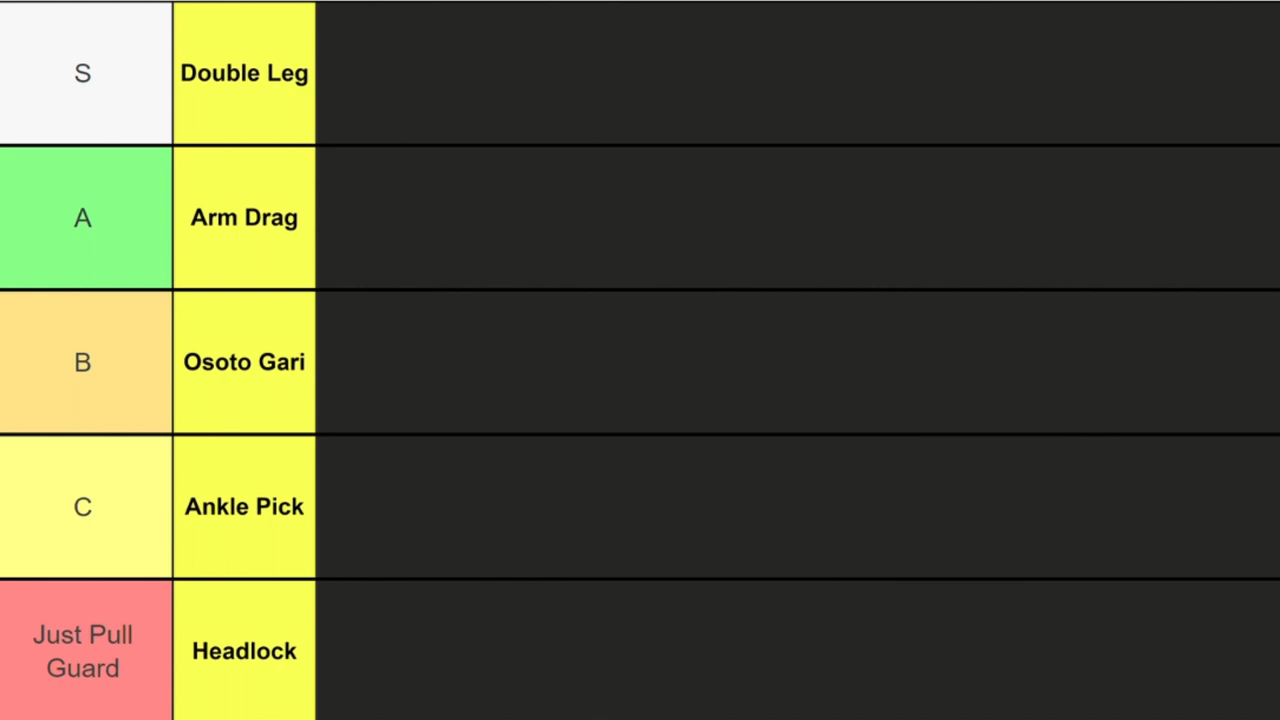 S
Double Leg
A
Arm Drag
B
Osoto Gari
C
Ankle Pick
Just Pull
Guard
Headlock